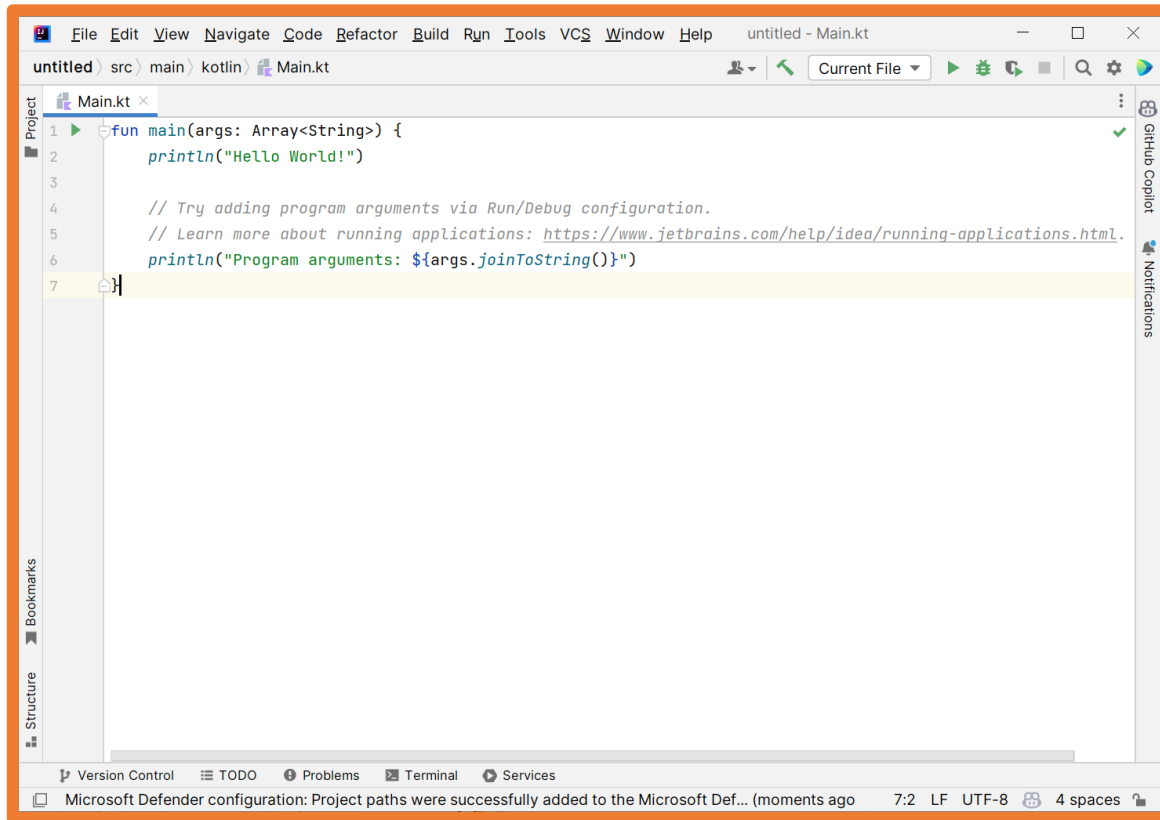 File Edit View Navigate Code Refactor Build Run Tools VCS Window Help untitled - Main.kt
untitled src main kotlin Main.kt Current File
Project
Main.kt
1 fun main(args: Array<String>) {
2 println("Hello World!")
3
4 // Try adding program arguments via Run/Debug configuration.
5 // Learn more about running applications: https://www.jetbrains.com/help/idea/running-applications.html.
6 println("Program arguments: ${args.joinToString()}")
7 }
GitHub Copilot
Notifications
Bookmarks
Structure
Version Control TODO Problems Terminal Services
Microsoft Defender configuration: Project paths were successfully added to the Microsoft Def... (moments ago 7:2 LF UTF-8 4 spaces